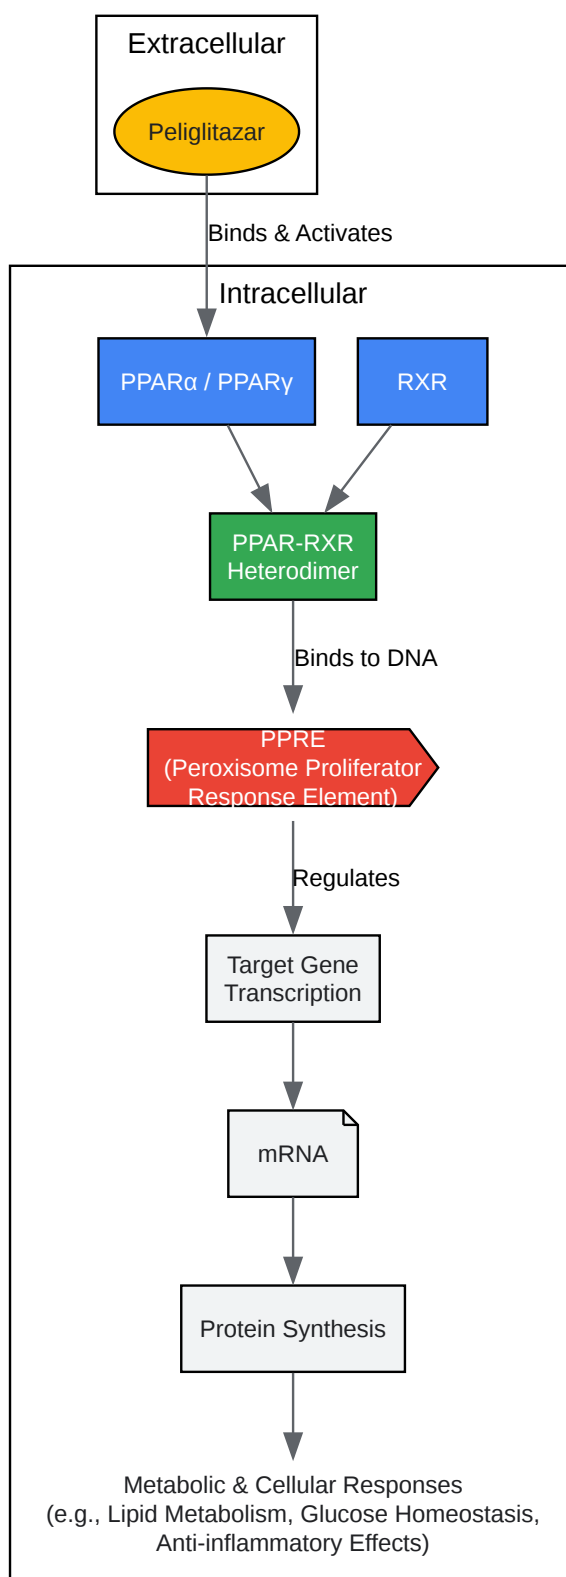 Extracellular
Peliglitazar
Binds & Activates
Intracellular
PPARα / PPARγ
RXR
PPAR-RXR
Heterodimer
Binds to DNA
PPRE
(Peroxisome Proliferator
Response Element)
Regulates
Target Gene
Transcription
mRNA
Protein Synthesis
Metabolic & Cellular Responses
(e.g., Lipid Metabolism, Glucose Homeostasis,
Anti-inflammatory Effects)